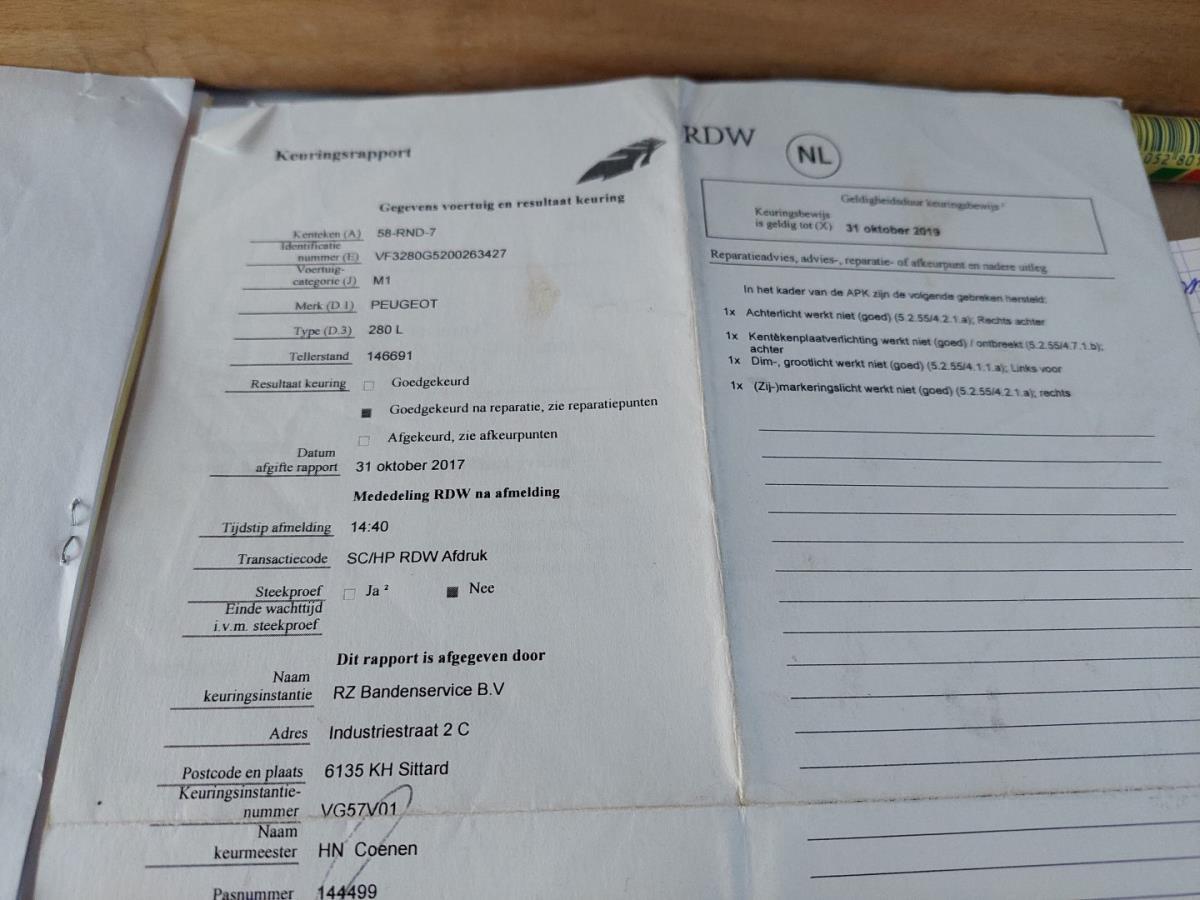 Keuringsrapport
Gegevens voertuig en resultaat keuring
Kenteken (A) 58-RND-7
Identificatie
nummer (E) VF3280G5200263427
Voertuig-
categorie (J) M1
Merk (D.1) PEUGEOT
Type (D.3) 280 L
Tellerstand 146691
Resultaat keuring Goedgekeurd
Goedgekeurd na reparatie, zie reparatiepunten
Afgekeurd, zie afkeurpunten
Datum
afgifte rapport 31 oktober 2017
Mededeling RDW na afmelding
Tijdstip afmelding 14:40
Transactiecode SC/HP RDW Afdruk
Steekproef Ja ² Nee
Einde wachttijd
i.v.m. steekproef
Dit rapport is afgegeven door
Naam
keuringsinstantie RZ Bandenservice B.V
Adres Industriestraat 2 C
Postcode en plaats 6135 KH Sittard
Keuringsinstantie-
nummer VG57V01
Naam
keurmeester HN Coenen
Pasnummer 144499
RDW
NL
Geldigheidsduur keuringsbewijs ¹
Keuringsbewijs
is geldig tot (X) 31 oktober 2019
Reparatieadvies, advies-, reparatie- of afkeurpunt en nadere uitleg
In het kader van de APK zijn de volgende gebreken hersteld:
1x Achterlicht werkt niet (goed) (5.2.55/4.2.1.a); Rechts achter
1x Kentekenplaatverlichting werkt niet (goed) / ontbreekt (5.2.55/4.7.1.b);
achter
1x Dim-, grootlicht werkt niet (goed) (5.2.55/4.1.1.a); Links voor
1x (Zij-)markeringslicht werkt niet (goed) (5.2.55/4.2.1.a); rechts